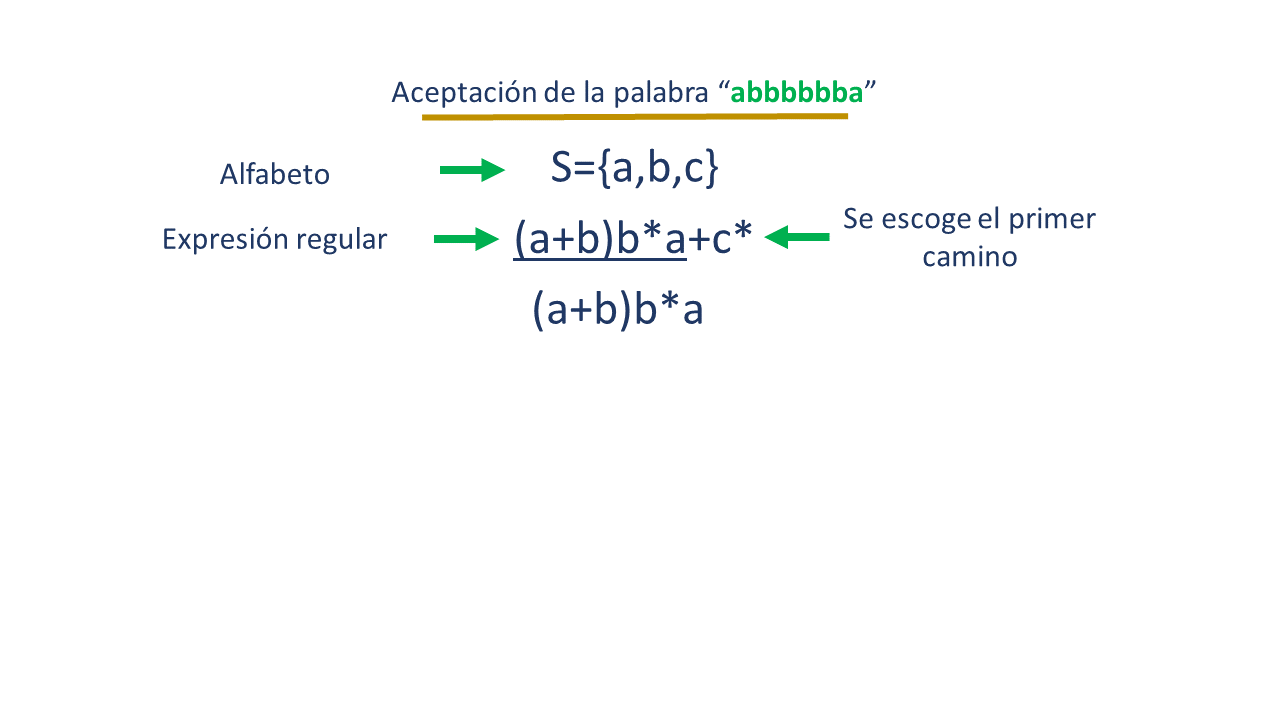 Aceptación de la palabra “abbbbbba”
Alfabeto
S={a,b,c}
Expresión regular
(a+b)b*a+c*
Se escoge el primer
camino
(a+b)b*a